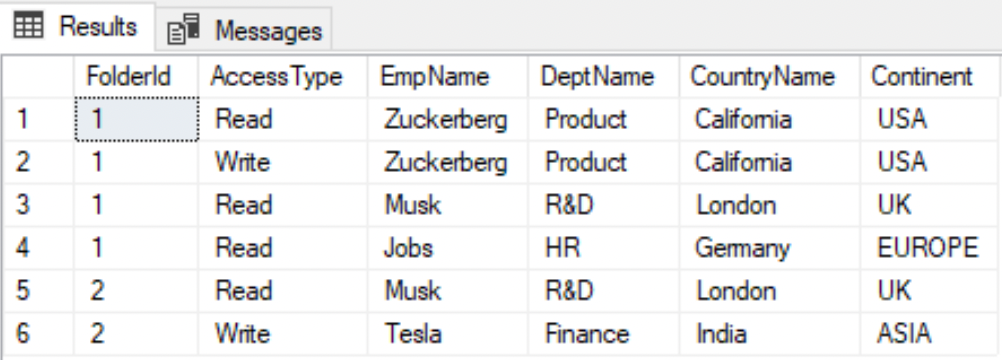 Results Messages
FolderId AccessType EmpName DeptName CountryName Continent
1 1 Read Zuckerberg Product California USA
2 1 Write Zuckerberg Product California USA
3 1 Read Musk R&D London UK
4 1 Read Jobs HR Germany EUROPE
5 2 Read Musk R&D London UK
6 2 Write Tesla Finance India ASIA